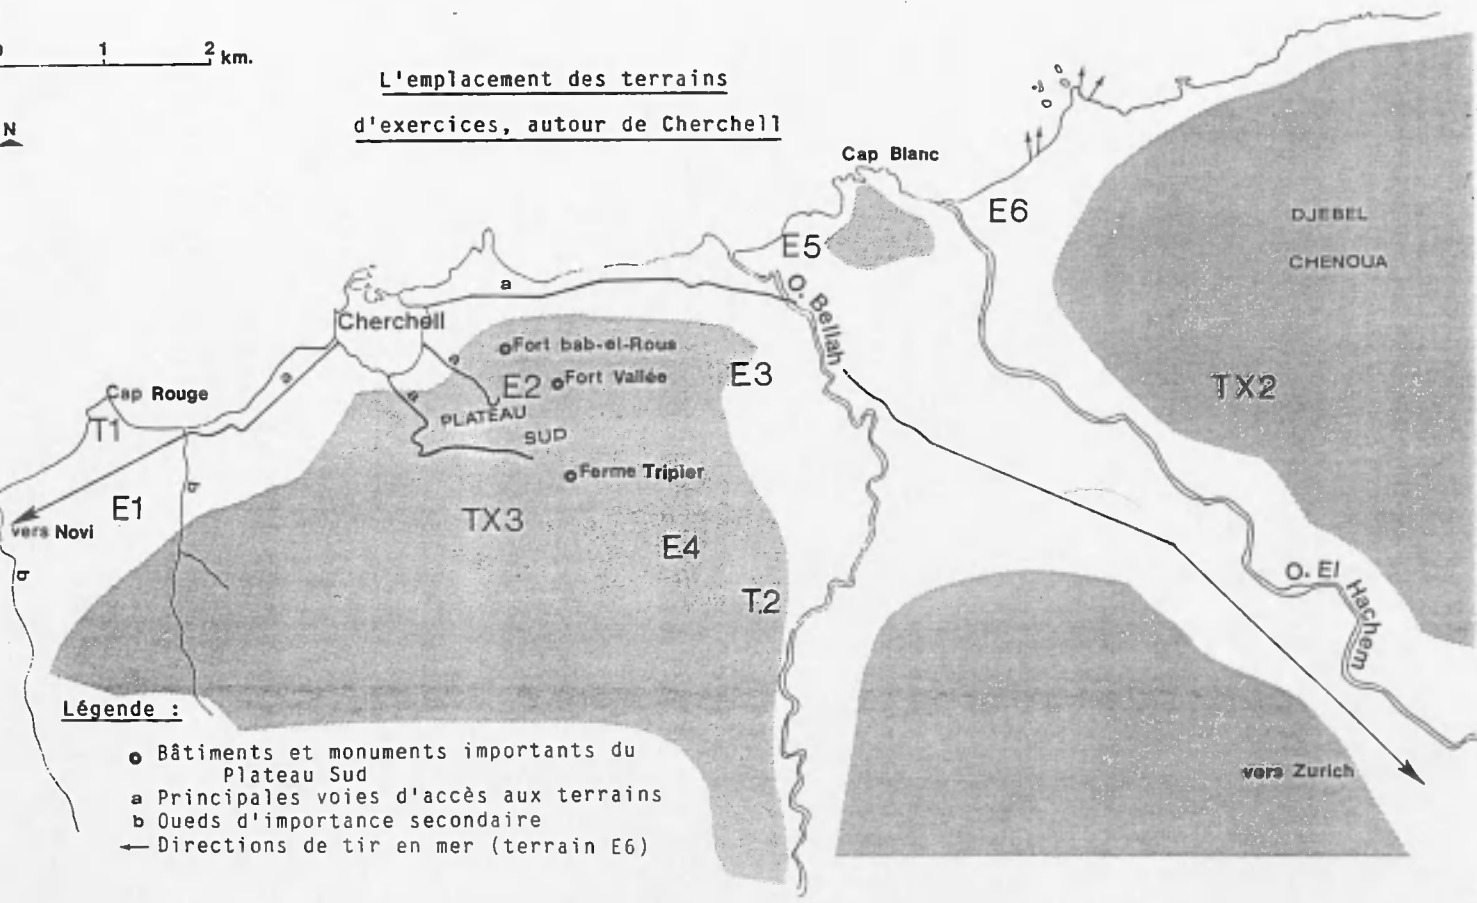 0 1 2 km.
N
L'emplacement des terrains
d'exercices, autour de Cherchell
Cap Blanc
E6
DJEBEL
CHENOUA
E5
a
O. Bellah
Cherchell
Fort bab-el-Rous
a
E3
a
E2
Fort Vallée
TX2
Cap Rouge
a
PLATEAU
T1
SUD
Ferme Tripier
b
E1
TX3
vers Novi
E4
b
O. El
Hachem
T.2
Légende :
Bâtiments et monuments importants du
Plateau Sud
vers Zurich
a Principales voies d'accès aux terrains
b Oueds d'importance secondaire
Directions de tir en mer (terrain E6)